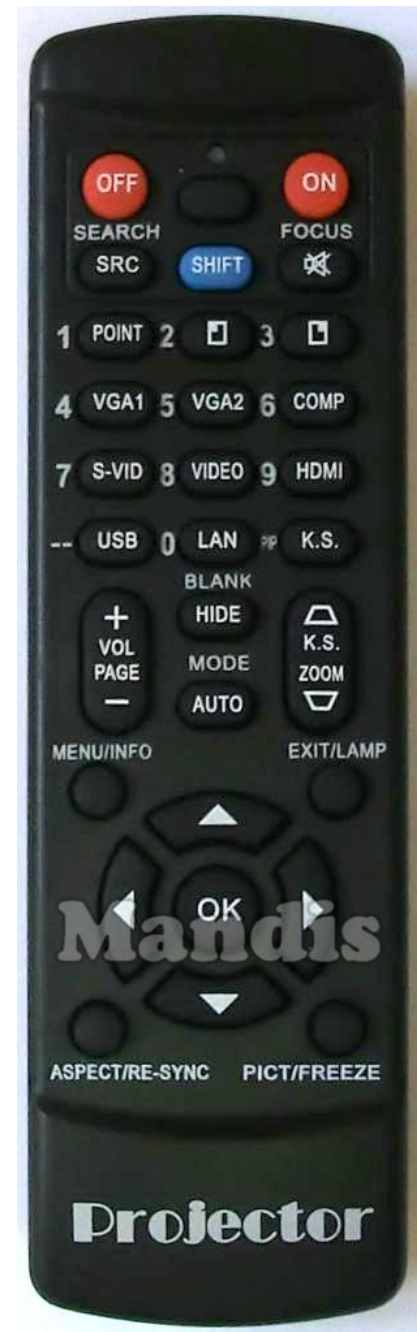 OFF ON
SEARCH FOCUS
SRC SHIFT
1 POINT 2 3
4 VGA1 5 VGA2 6 COMP
7 S-VID 8 VIDEO 9 HDMI
-- USB 0 LAN PIP K.S.
BLANK
+ HIDE
VOL K.S.
PAGE MODE ZOOM
- AUTO
MENU/INFO EXIT/LAMP
OK
Mandis
ASPECT/RE-SYNC PICT/FREEZE
Projector